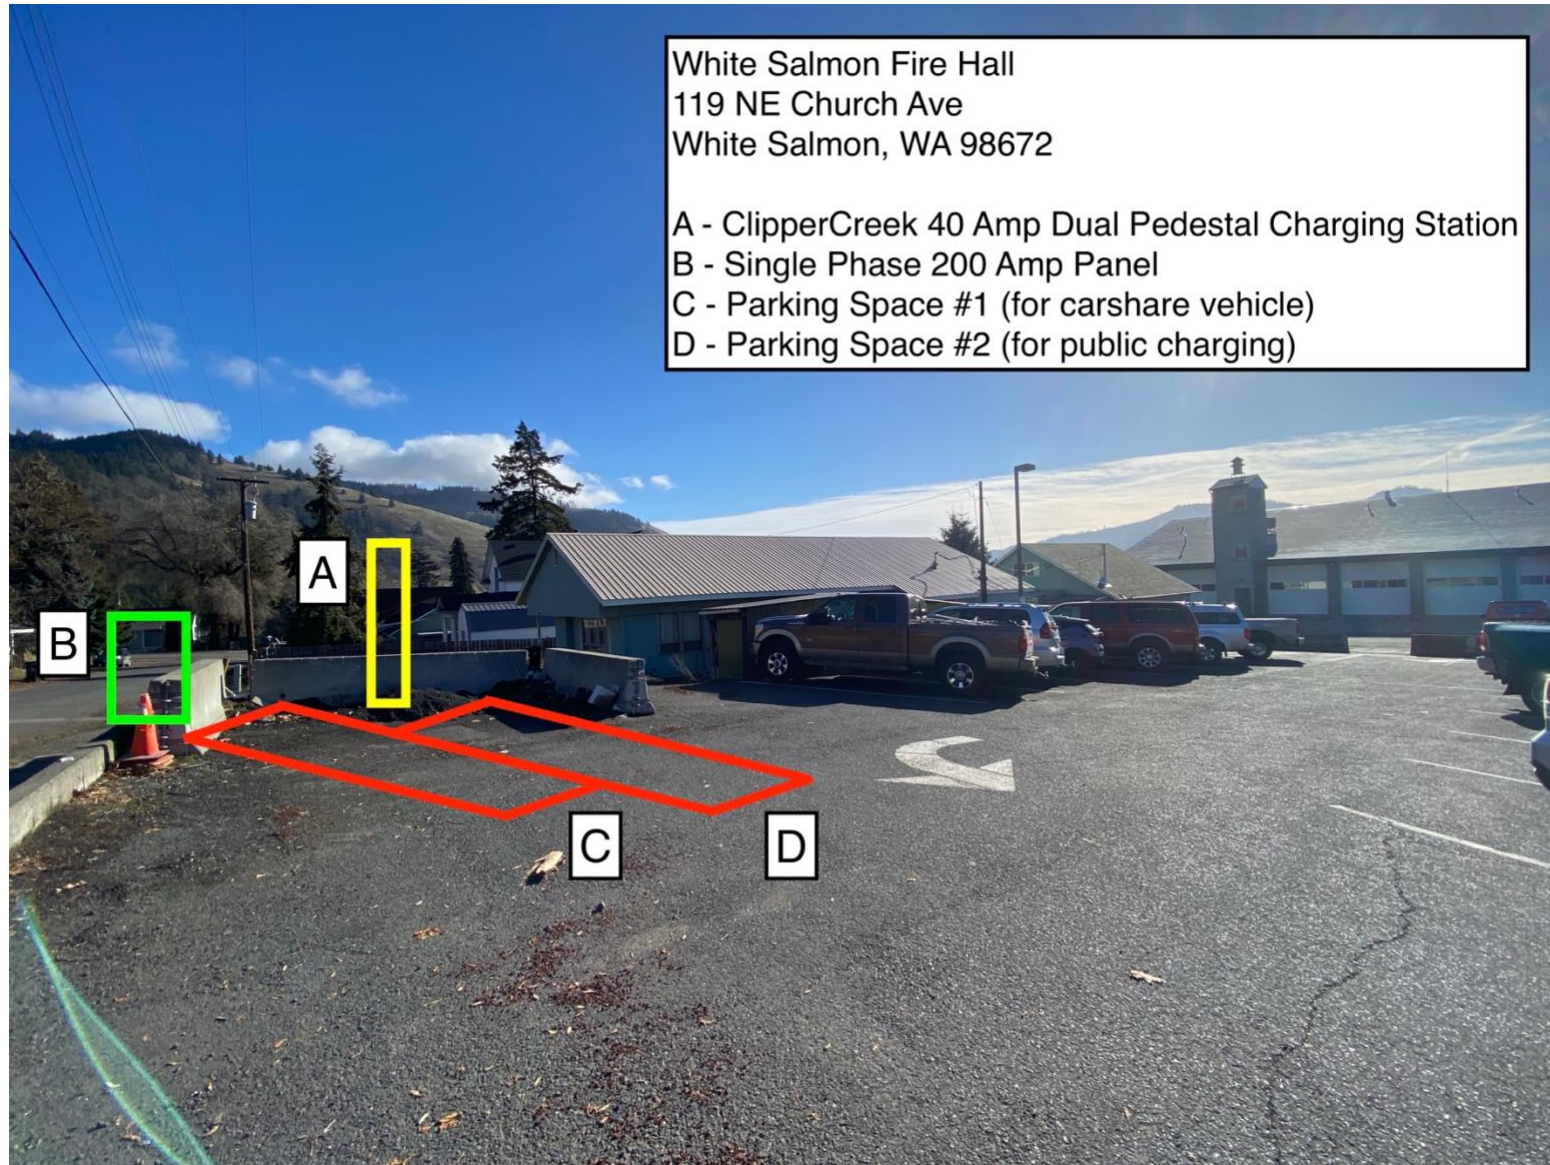 White Salmon Fire Hall
119 NE Church Ave
White Salmon, WA 98672
A - ClipperCreek 40 Amp Dual Pedestal Charging Station
B - Single Phase 200 Amp Panel
C - Parking Space #1 (for carshare vehicle)
D - Parking Space #2 (for public charging)
A
B
C
D